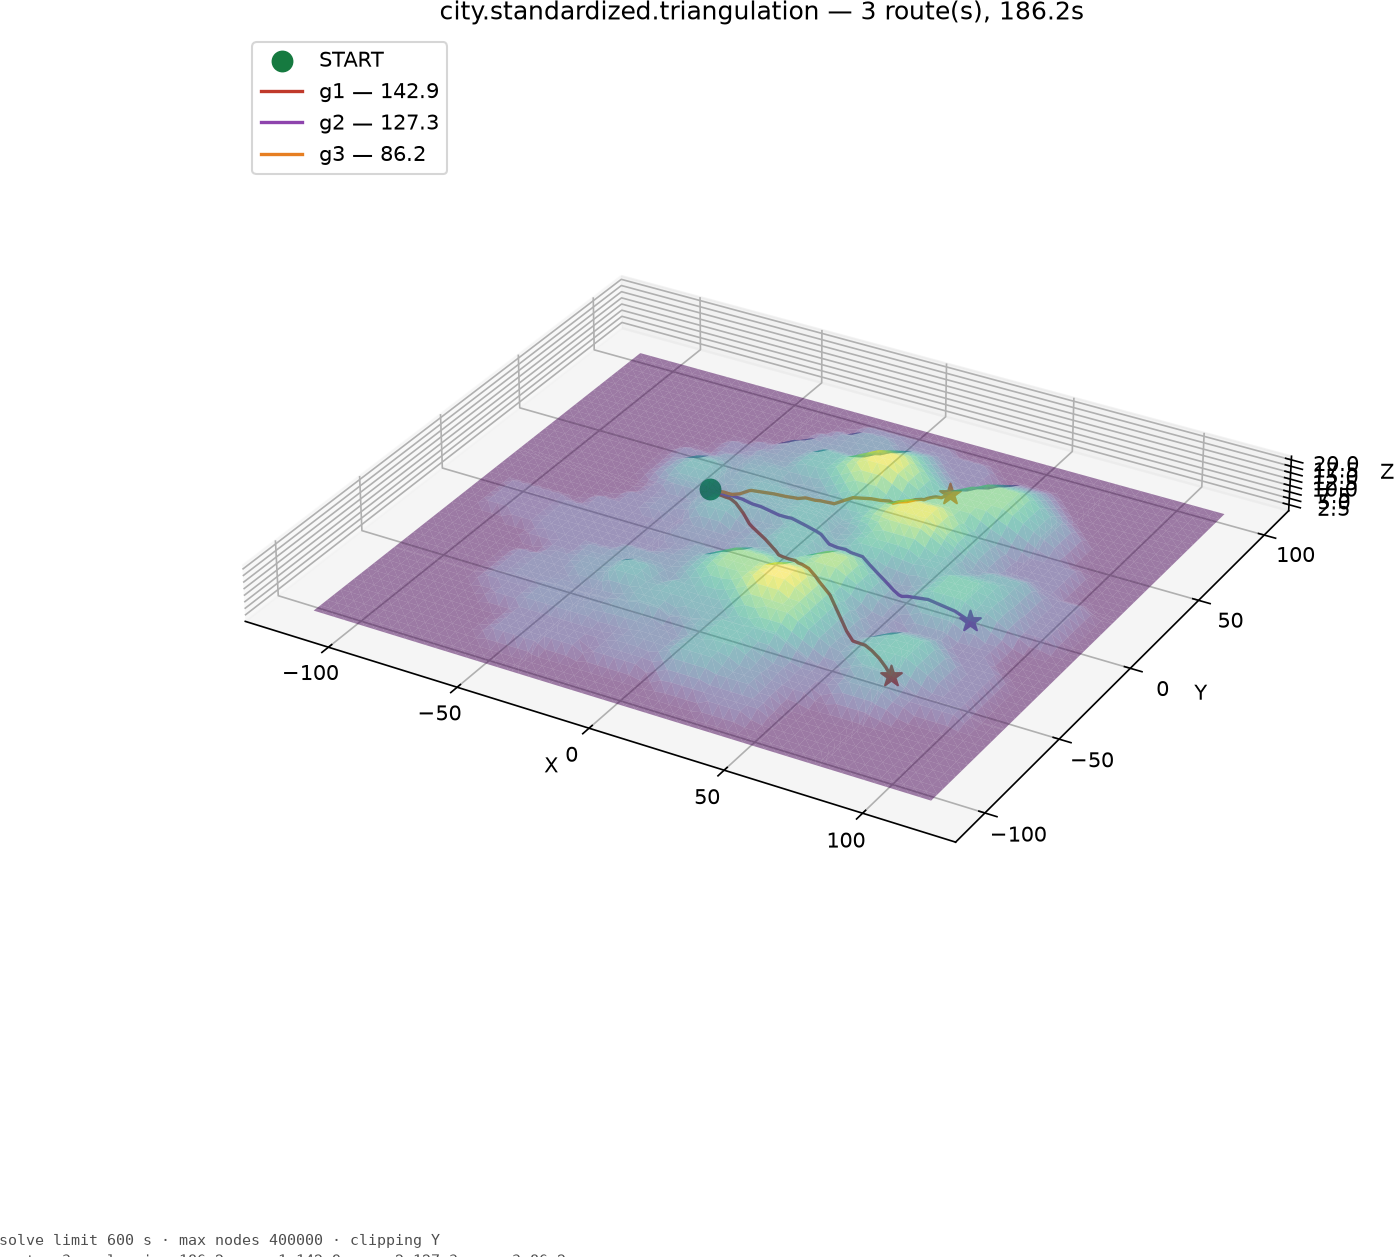 city.standardized.triangulation — 3 route(s), 186.2s
START
g1 — 142.9
g2 — 127.3
g3 — 86.2
20.0
2.5
Z
100
50
0
Y
−50
−100
−100
−50
0
X
50
100
solve limit 600 s · max nodes 400000 · clipping Y